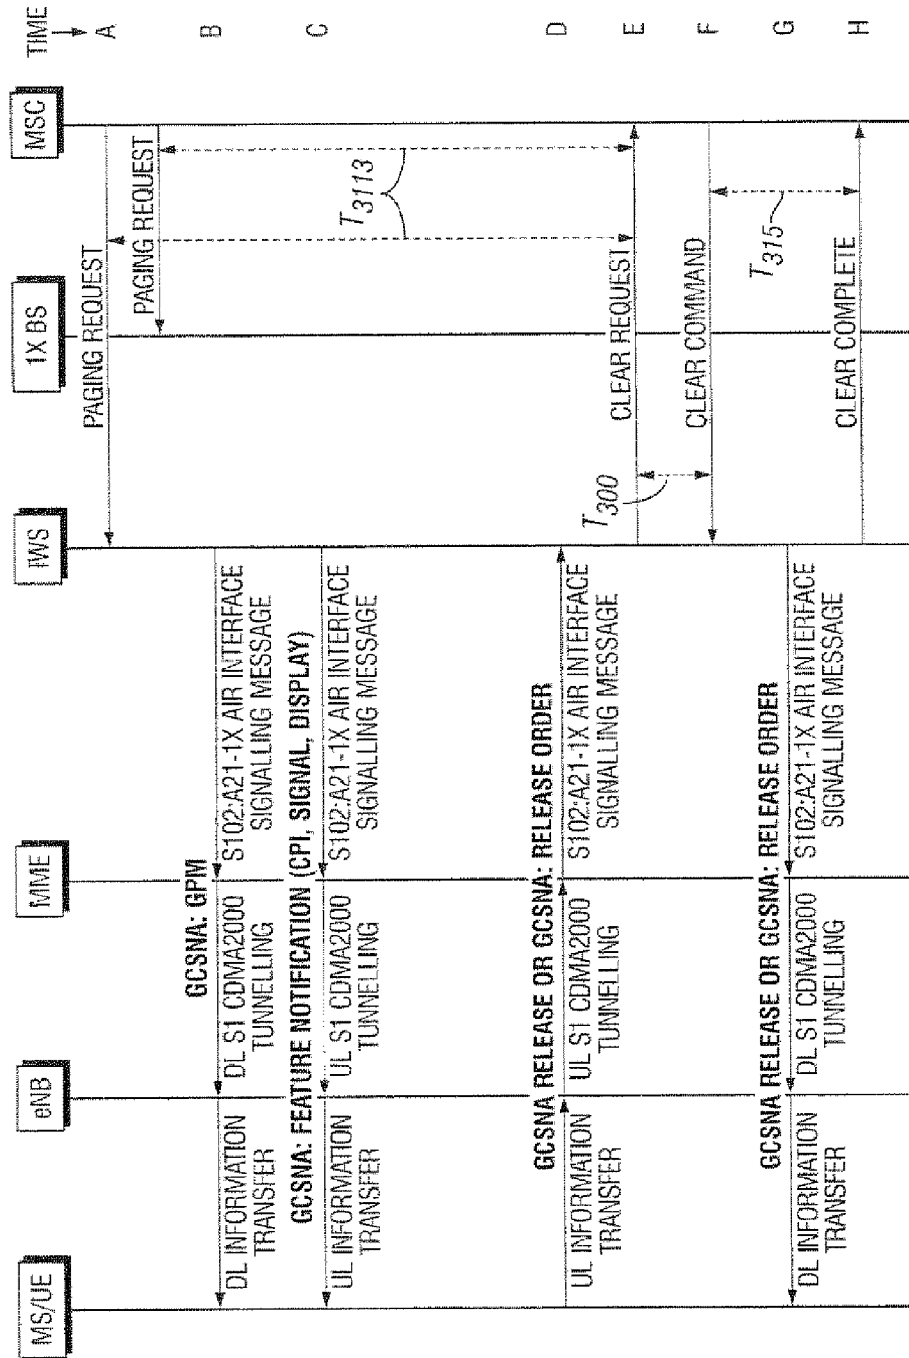 MS/UE
eNB
MME
IWS
1X BS
MSC
TIME
PAGING REQUEST
A
PAGING REQUEST
GCSNA: GPM
B
DL INFORMATION
TRANSFER
DL S1 CDMA2000
TUNNELLING
S102:A21-1X AIR INTERFACE
SIGNALLING MESSAGE
GCSNA: FEATURE NOTIFICATION (CPI, SIGNAL, DISPLAY)
C
UL INFORMATION
TRANSFER
UL S1 CDMA2000
TUNNELLING
S102:A21-1X AIR INTERFACE
SIGNALLING MESSAGE
T3113
GCSNA RELEASE OR GCSNA: RELEASE ORDER
D
UL INFORMATION
TRANSFER
UL S1 CDMA2000
TUNNELLING
S102:A21-1X AIR INTERFACE
SIGNALLING MESSAGE
CLEAR REQUEST
E
T300
CLEAR COMMAND
F
T315
GCSNA RELEASE OR GCSNA: RELEASE ORDER
G
DL INFORMATION
TRANSFER
DL S1 CDMA2000
TUNNELLING
S102:A21-1X AIR INTERFACE
SIGNALLING MESSAGE
CLEAR COMPLETE
H